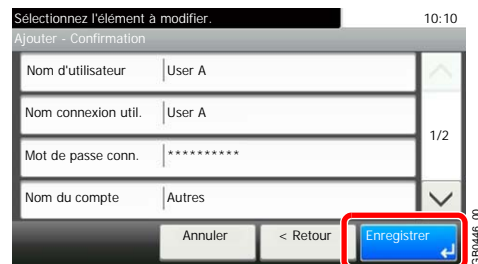 Sélectionnez l'élément à modifier. 10:10
Ajouter - Confirmation
Nom d'utilisateur User A
Nom connexion util. User A
1/2
Mot de passe conn. **********
Nom du compte Autres
Annuler < Retour Enregistrer
GB0446_00